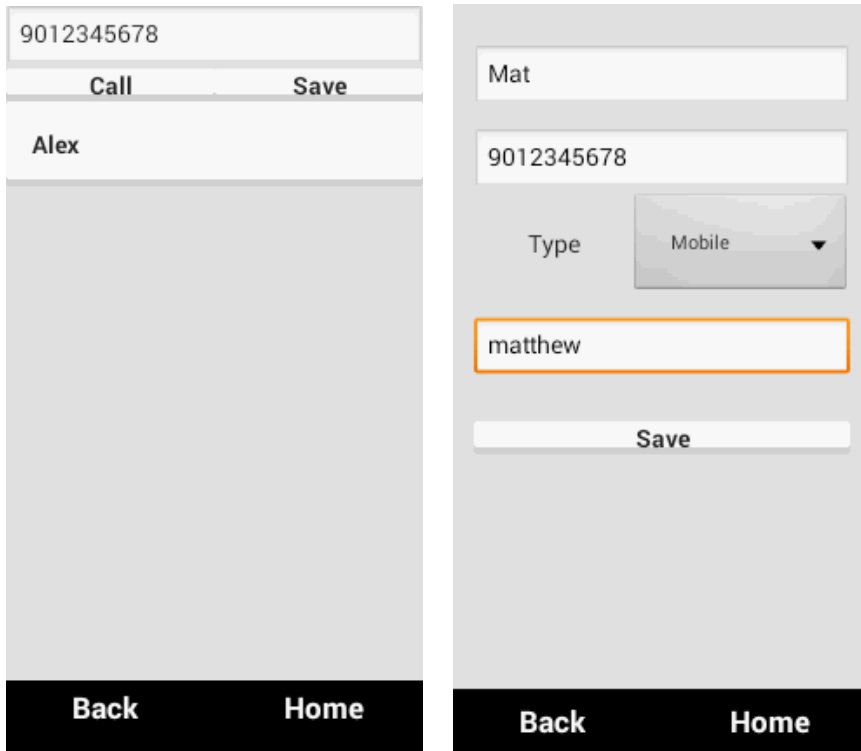 9012345678
Call Save
Alex
Back Home
Mat
9012345678
Type Mobile
matthew
Save
Back Home